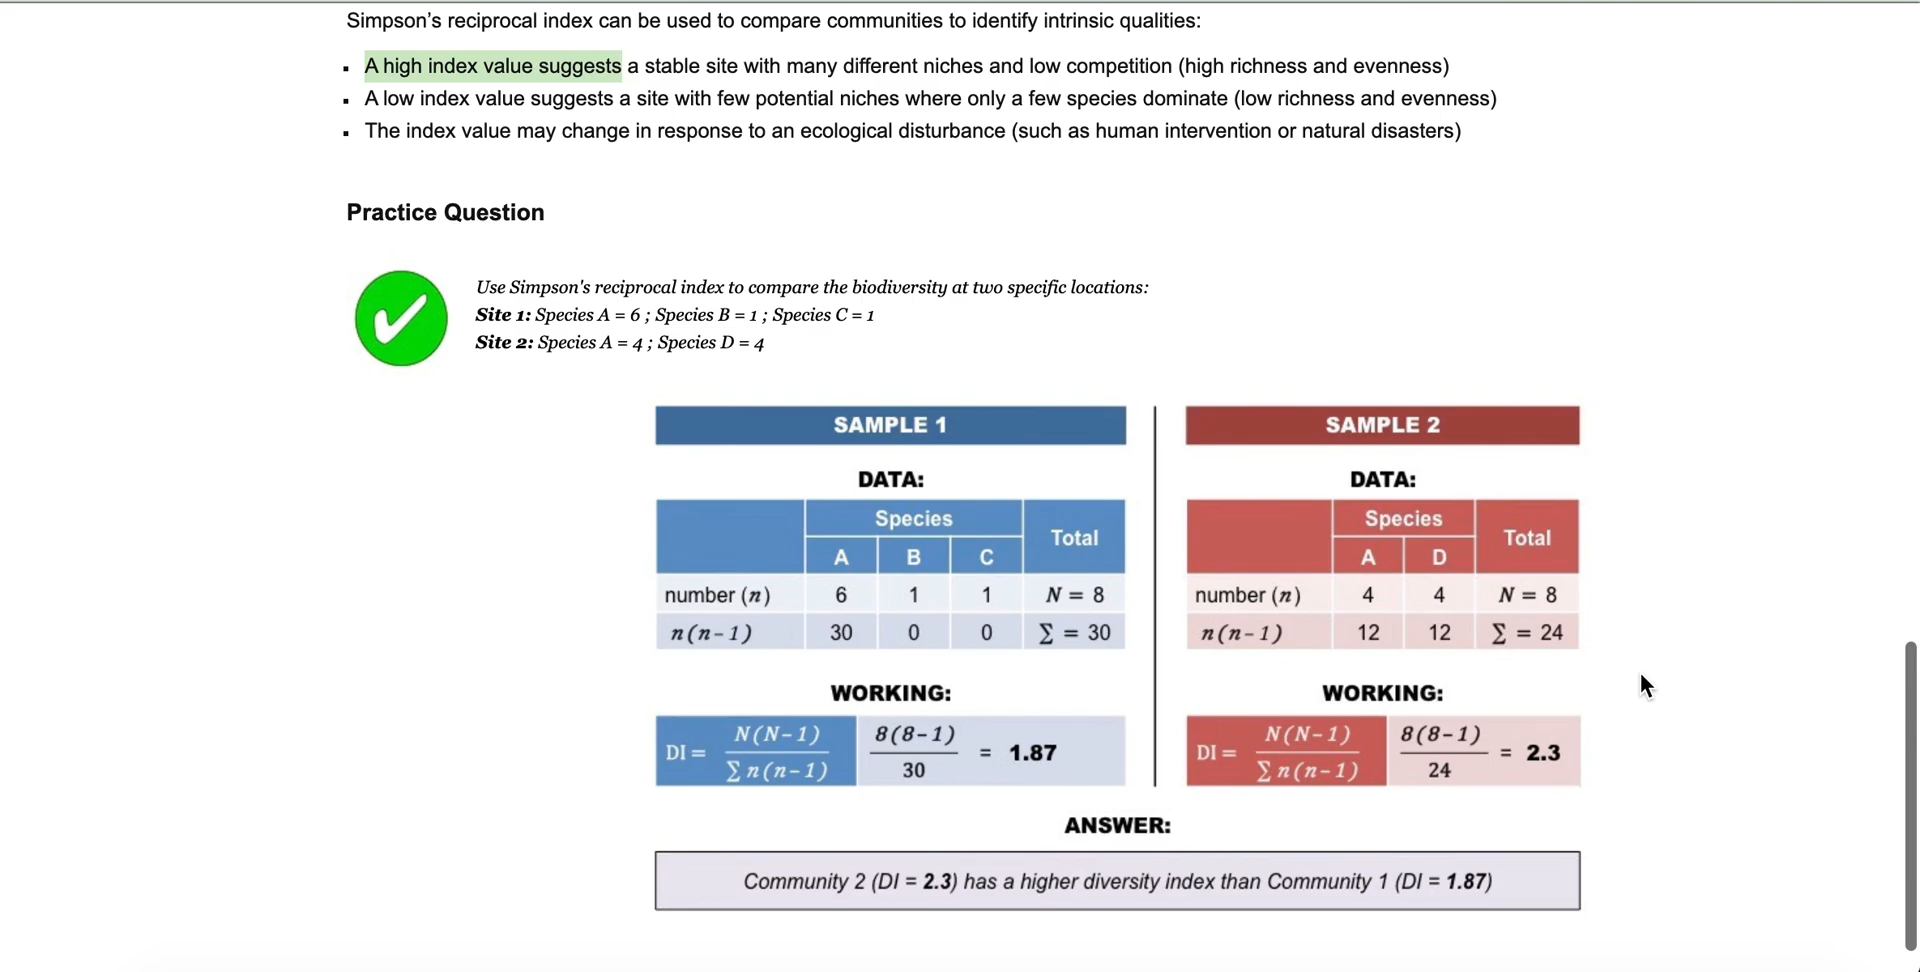 Simpson’s reciprocal index can be used to compare communities to identify intrinsic qualities:
▪ A high index value suggests a stable site with many different niches and low competition (high richness and evenness)
▪ A low index value suggests a site with few potential niches where only a few species dominate (low richness and evenness)
▪ The index value may change in response to an ecological disturbance (such as human intervention or natural disasters)
Practice Question
Use Simpson's reciprocal index to compare the biodiversity at two specific locations:
Site 1: Species A = 6 ; Species B = 1 ; Species C = 1
Site 2: Species A = 4 ; Species D = 4
SAMPLE 1
DATA:
Species
Total
A B C
number (n) 6 1 1 N = 8
n(n-1) 30 0 0 ∑ = 30
WORKING:
DI = N(N-1) / ∑n(n-1) 8(8-1) / 30 = 1.87
SAMPLE 2
DATA:
Species
Total
A D
number (n) 4 4 N = 8
n(n-1) 12 12 ∑ = 24
WORKING:
DI = N(N-1) / ∑n(n-1) 8(8-1) / 24 = 2.3
ANSWER:
Community 2 (DI = 2.3) has a higher diversity index than Community 1 (DI = 1.87)